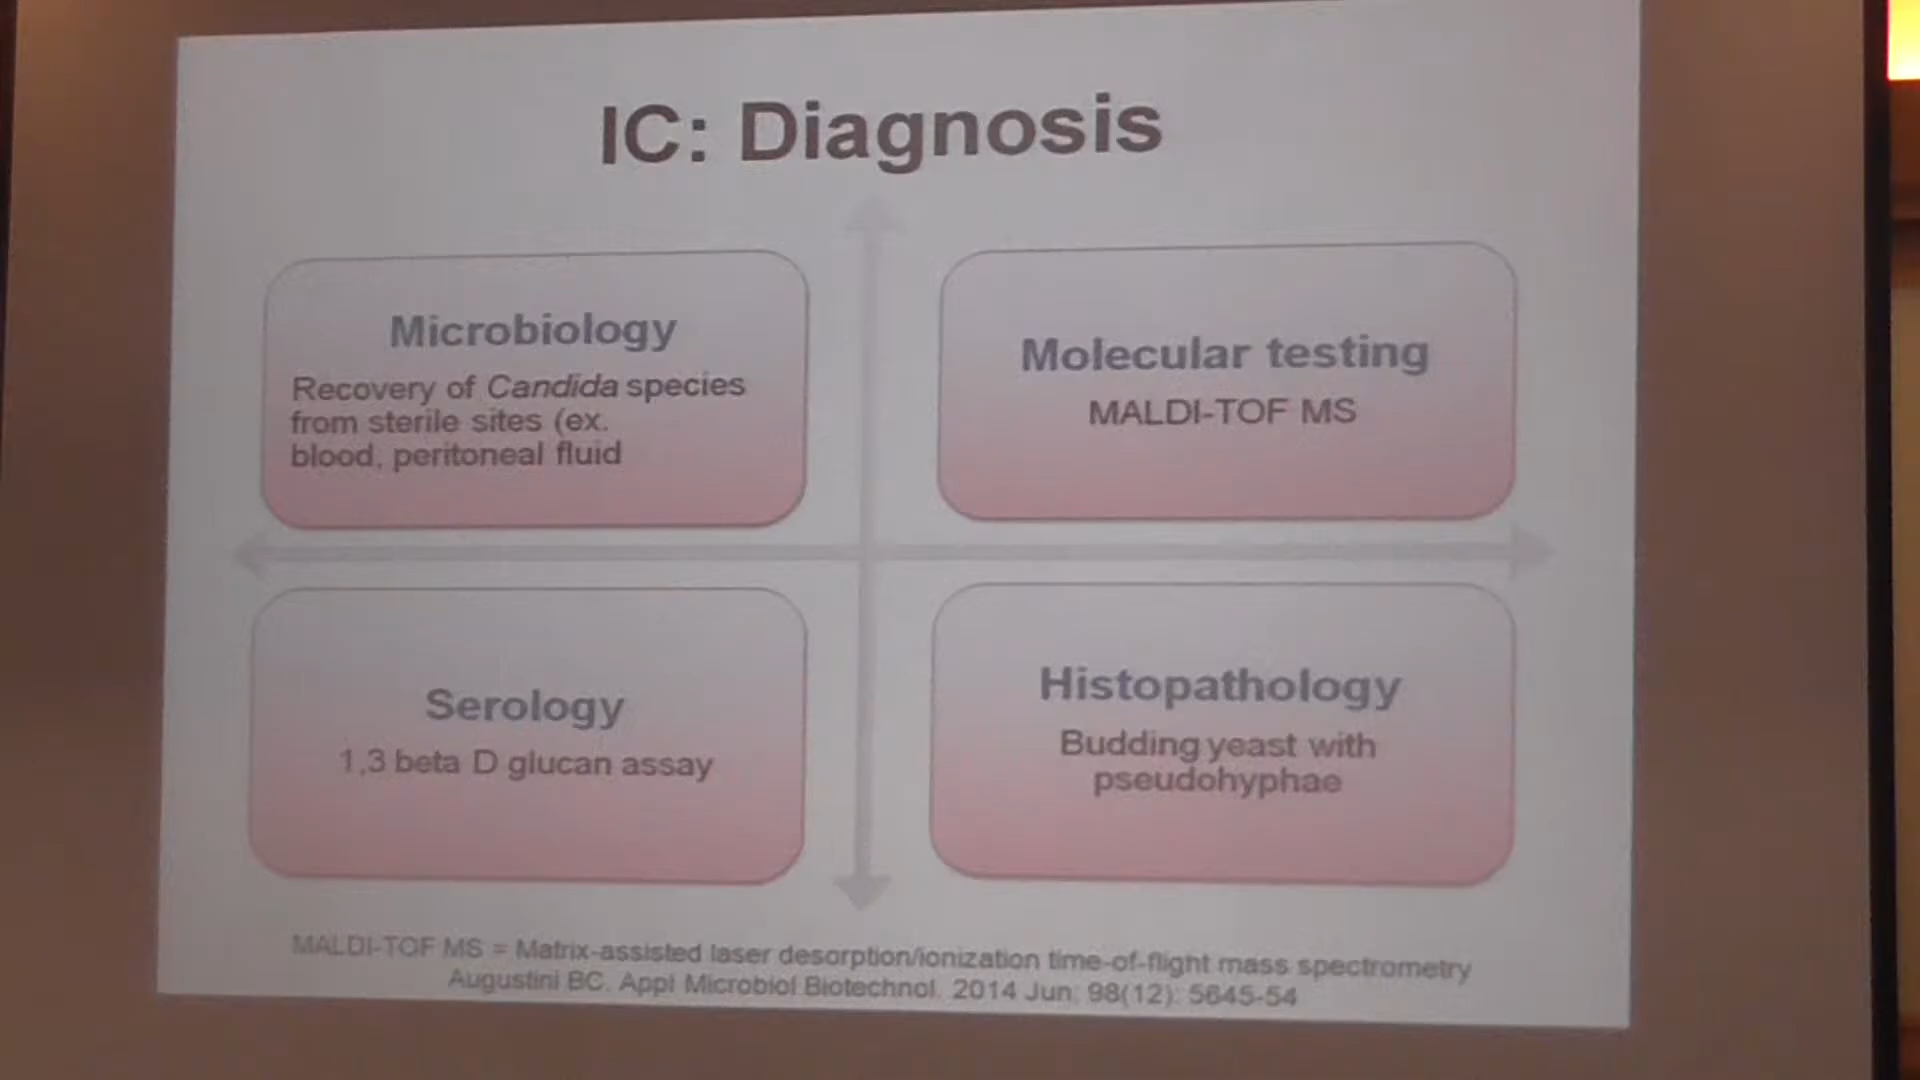 IC: Diagnosis
Microbiology
Recovery of Candida species
from sterile sites (ex.
blood, peritoneal fluid
Molecular testing
MALDI-TOF MS
Serology
1,3 beta D glucan assay
Histopathology
Budding yeast with
pseudohyphae
MALDI-TOF MS = Matrix-assisted laser desorption/ionization time-of-flight mass spectrometry
Augustini BC. Appl Microbiol Biotechnol. 2014 Jun; 98(12): 5645-54